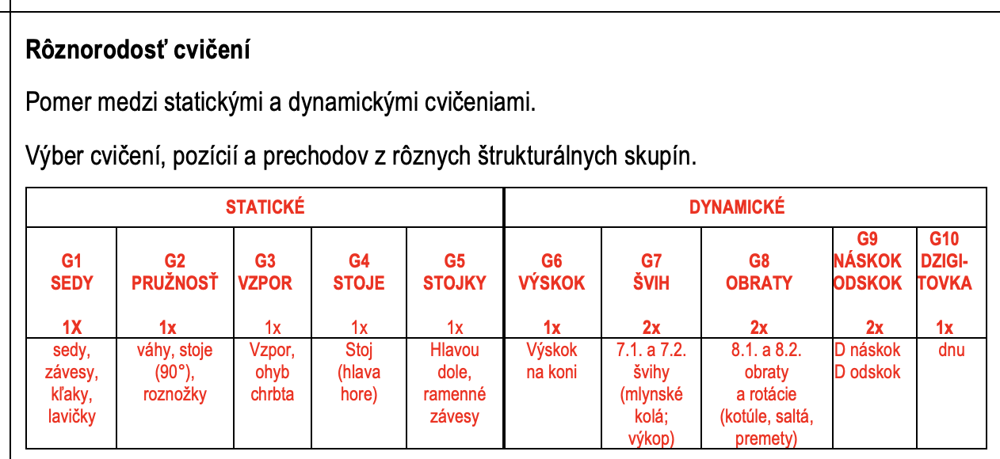 Rôznorodosť cvičení
Pomer medzi statickými a dynamickými cvičeniami.
Výber cvičení, pozícií a prechodov z rôznych štrukturálnych skupín.
STATICKÉ DYNAMICKÉ
G1 SEDY 1X
G2 PRUŽNOSŤ 1x
G3 VZPOR 1x
G4 STOJE 1x
G5 STOJKY 1x
G6 VÝSKOK 1x
G7 ŠVIH 2x
G8 OBRATY 2x
G9 NÁSKOK ODSKOK 2x
G10 DZIGI-TOVKA 1x
sedy,
závesy,
kľaky,
lavičky
váhy, stoje
(90°),
roznožky
Vzpor,
ohyb
chrbta
Stoj
(hlava
hore)
Hlavou
dole,
ramenné
závesy
Výskok
na koni
7.1. a 7.2.
švihy
(mlynské
kolá;
výkop)
8.1. a 8.2.
obraty
a rotácie
(kotúle, saltá,
premety)
D náskok
D odskok
dnu